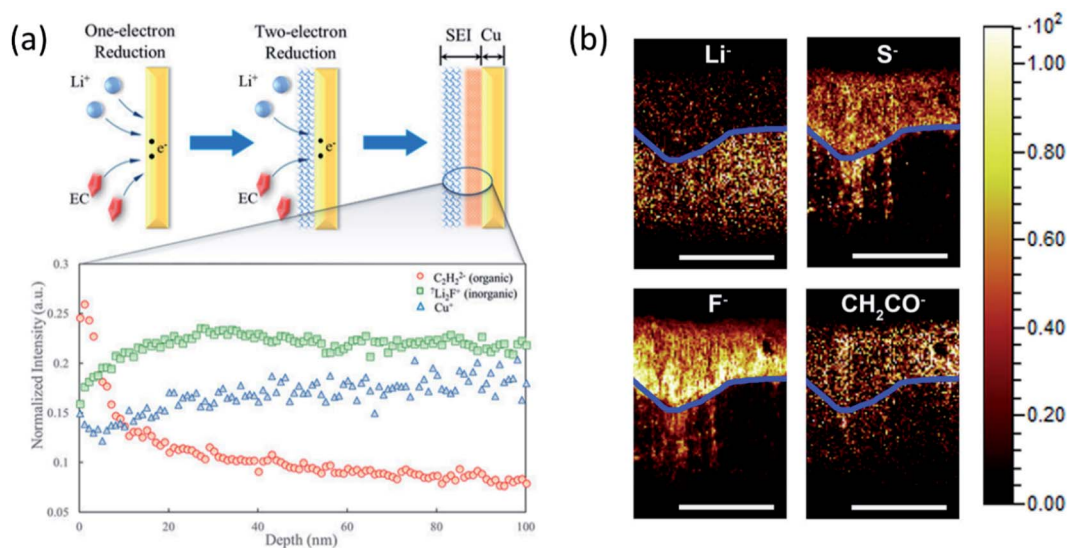 (a)
One-electron
Reduction
Two-electron
Reduction
SEI
Cu
Li⁺
e⁻
EC
Li⁺
e⁻
EC
Normalized Intensity (a.u.)
0.3
0.25
0.2
0.15
0.1
0.05
C₂H₂²⁻ (organic)
⁷Li₂F⁺ (inorganic)
Cu⁺
0
20
40
60
80
100
Depth (nm)
(b)
Li⁻
S⁻
F⁻
CH₂CO⁻
·10²
1.00
0.80
0.60
0.40
0.20
0.00